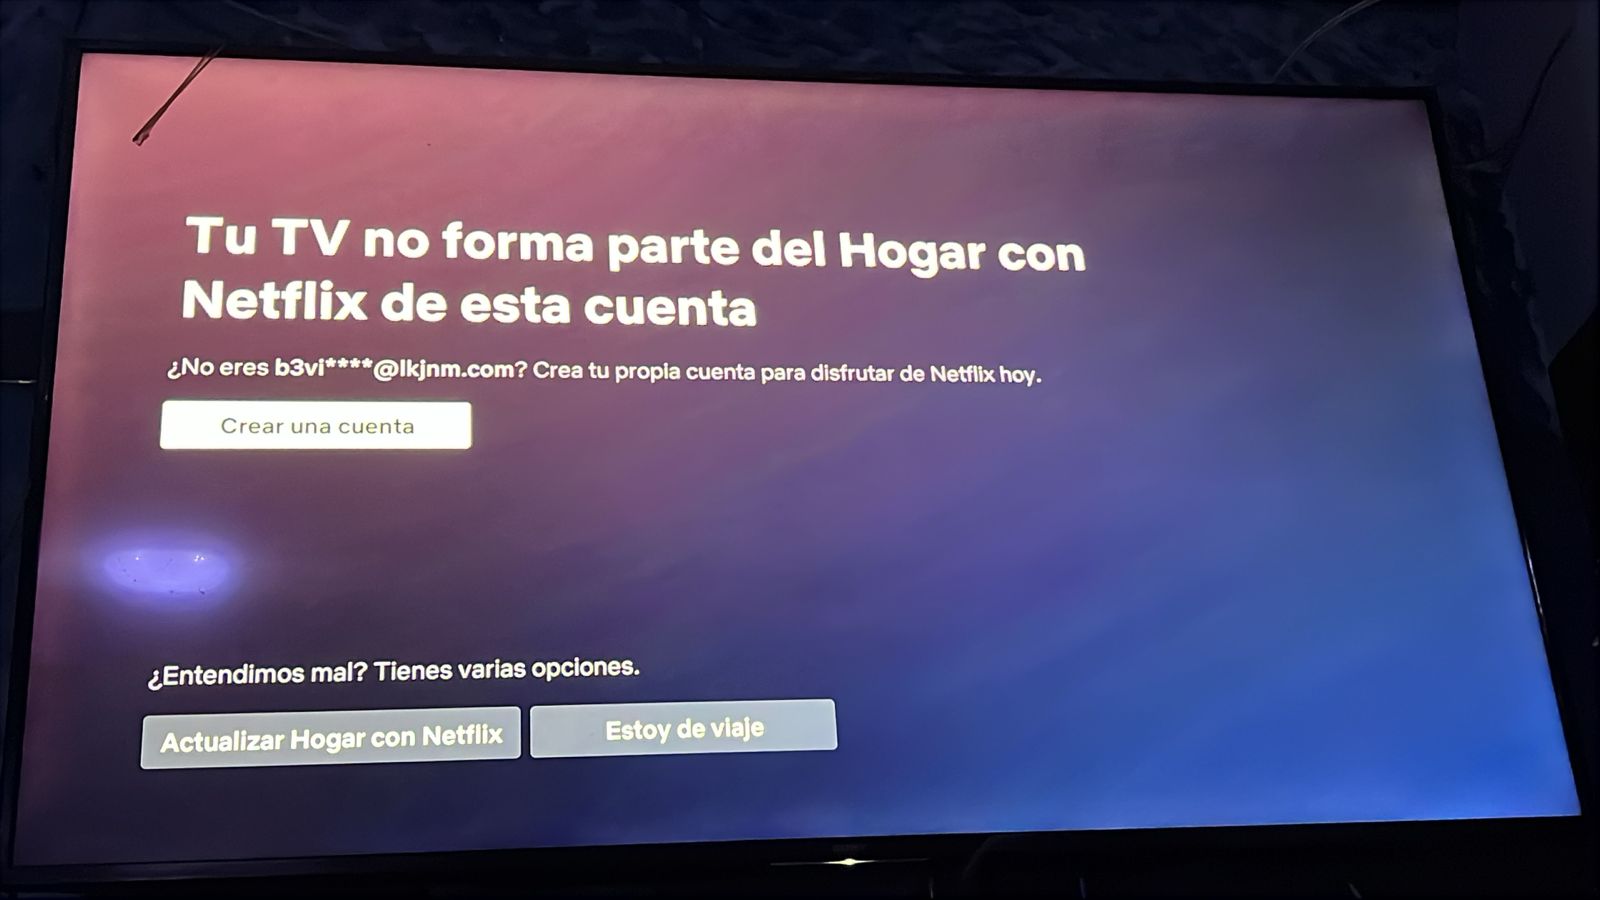 Tu TV no forma parte del Hogar con
Netflix de esta cuenta
¿No eres b3vi****@lkjnm.com? Crea tu propia cuenta para disfrutar de Netflix hoy.
Crear una cuenta
¿Entendimos mal? Tienes varias opciones.
Actualizar Hogar con Netflix
Estoy de viaje